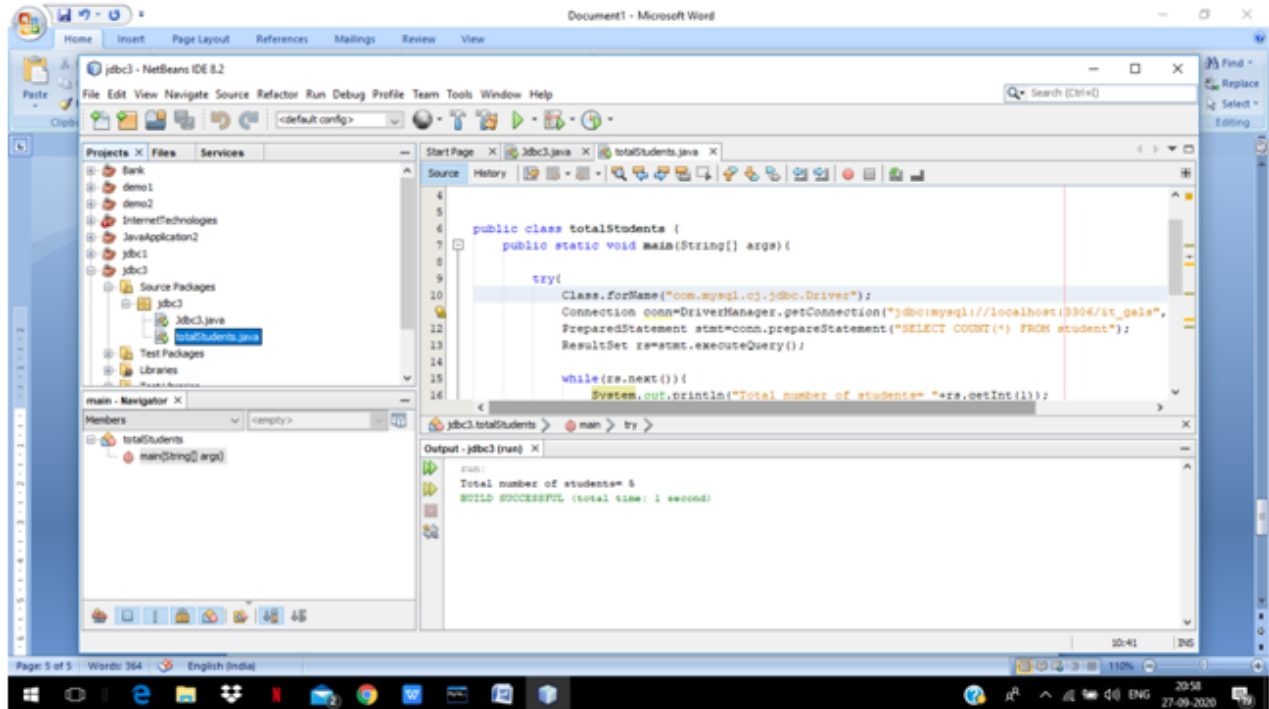 Document1 - Microsoft Word
Home Insert Page Layout References Mailings Review View
Paste
Find
Replace
Select
Editing
jdbc3 - NetBeans IDE 8.2
File Edit View Navigate Source Refactor Run Debug Profile Team Tools Window Help
Search (Ctrl+I)
<default config>
Projects Files Services
Bank
demo1
demo2
InternetTechnologies
JavaApplication2
jdbc1
jdbc3
Source Packages
jdbc3
Jdbc3.java
totalStudents.java
Test Packages
Libraries
Test Libraries
main - Navigator
Members <empty>
totalStudents
main(String[] args)
Start Page Jdbc3.java totalStudents.java
Source History
4
5
6 public class totalStudents {
7 public static void main(String[] args){
8
9 try{
10 Class.forName("com.mysql.cj.jdbc.Driver");
Connection conn=DriverManager.getConnection("jdbc:mysql://localhost:3306/it_gals",
12 PreparedStatement stmt=conn.prepareStatement("SELECT COUNT(*) FROM student");
13 ResultSet rs=stmt.executeQuery();
14
15 while(rs.next()){
16 System.out.println("Total number of students= "+rs.getInt(1));
jdbc3.totalStudents main try
Output - jdbc3 (run)
run:
Total number of students= 5
BUILD SUCCESSFUL (total time: 1 second)
10:41 INS
Page: 5 of 5 Words: 364 English (India) 110%
ENG
20:58
27-09-2020